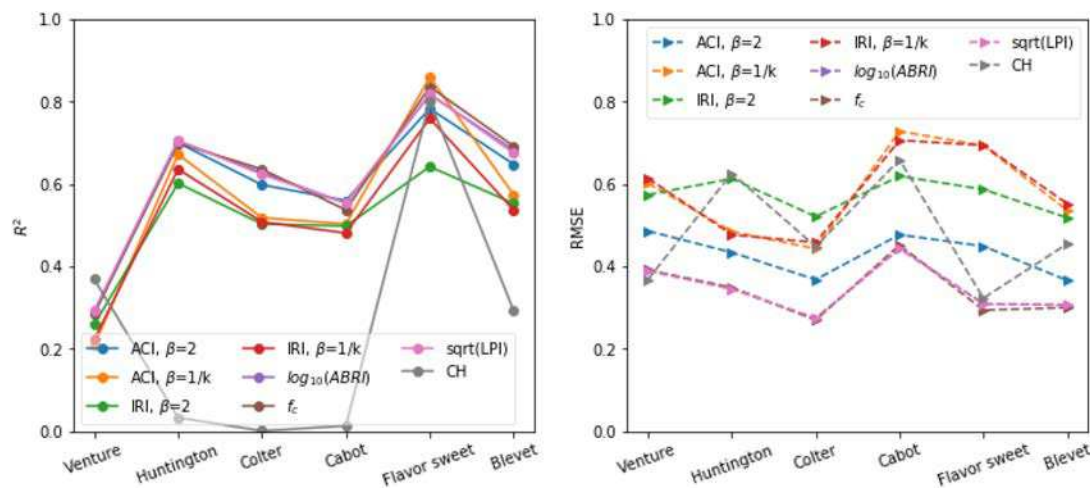 1.0
0.8
0.6
0.4
0.2
0.0
R²
ACI, β=2
ACI, β=1/k
IRI, β=2
IRI, β=1/k
log₁₀(ABRI)
f_c
sqrt(LPI)
CH
Venture
Huntington
Colter
Cabot
Flavor sweet
Blevet
1.0
0.8
0.6
0.4
0.2
0.0
RMSE
ACI, β=2
ACI, β=1/k
IRI, β=2
IRI, β=1/k
log₁₀(ABRI)
f_c
sqrt(LPI)
CH
Venture
Huntington
Colter
Cabot
Flavor sweet
Blevet